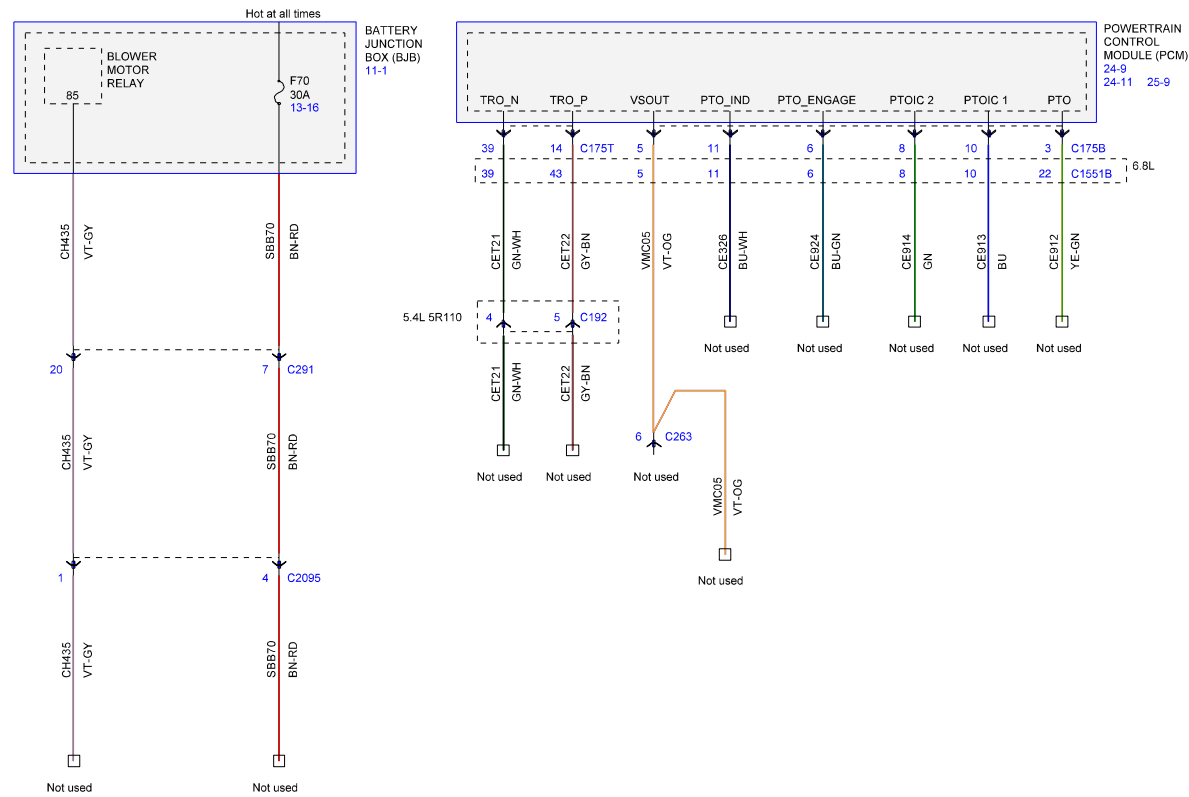 Hot at all times
BATTERY
JUNCTION
BOX (BJB)
11-1
BLOWER
MOTOR
RELAY
85
F70
30A
13-16
CH435
VT-GY
SBB70
BN-RD
20
7
C291
CH435
VT-GY
SBB70
BN-RD
1
4
C2095
CH435
VT-GY
SBB70
BN-RD
Not used
Not used
POWERTRAIN
CONTROL
MODULE (PCM)
24-9
24-11 25-9
TRO_N TRO_P VSOUT PTO_IND PTO_ENGAGE PTOIC 2 PTOIC 1 PTO
39 14 C175T 5 11 6 8 10 3 C175B
6.8L
39 43 5 11 6 8 10 22 C1551B
CET21
GN-WH
CET22
GY-BN
VMC05
VT-OG
CE326
BU-WH
CE924
BU-GN
CE914
GN
CE913
BU
CE912
YE-GN
5.4L 5R110
4
5
C192
Not used
Not used
Not used
Not used
Not used
CET21
GN-WH
CET22
GY-BN
6
C263
Not used
Not used
Not used
VMC05
VT-OG
Not used